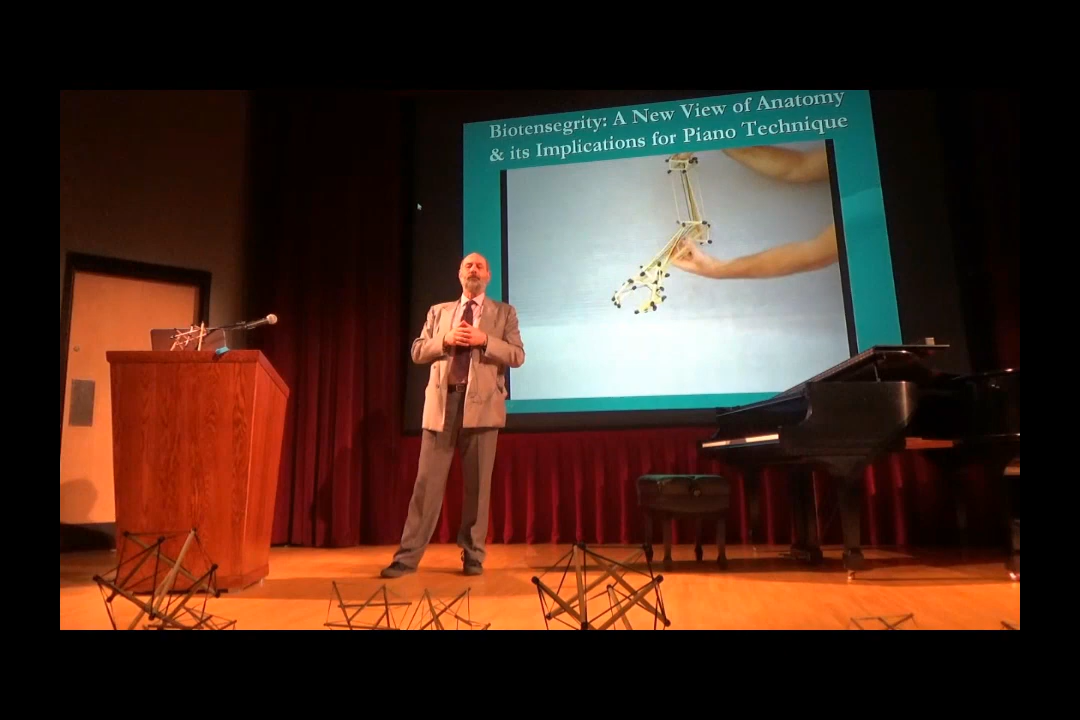 Biotensegrity: A New View of Anatomy
& its Implications for Piano Technique